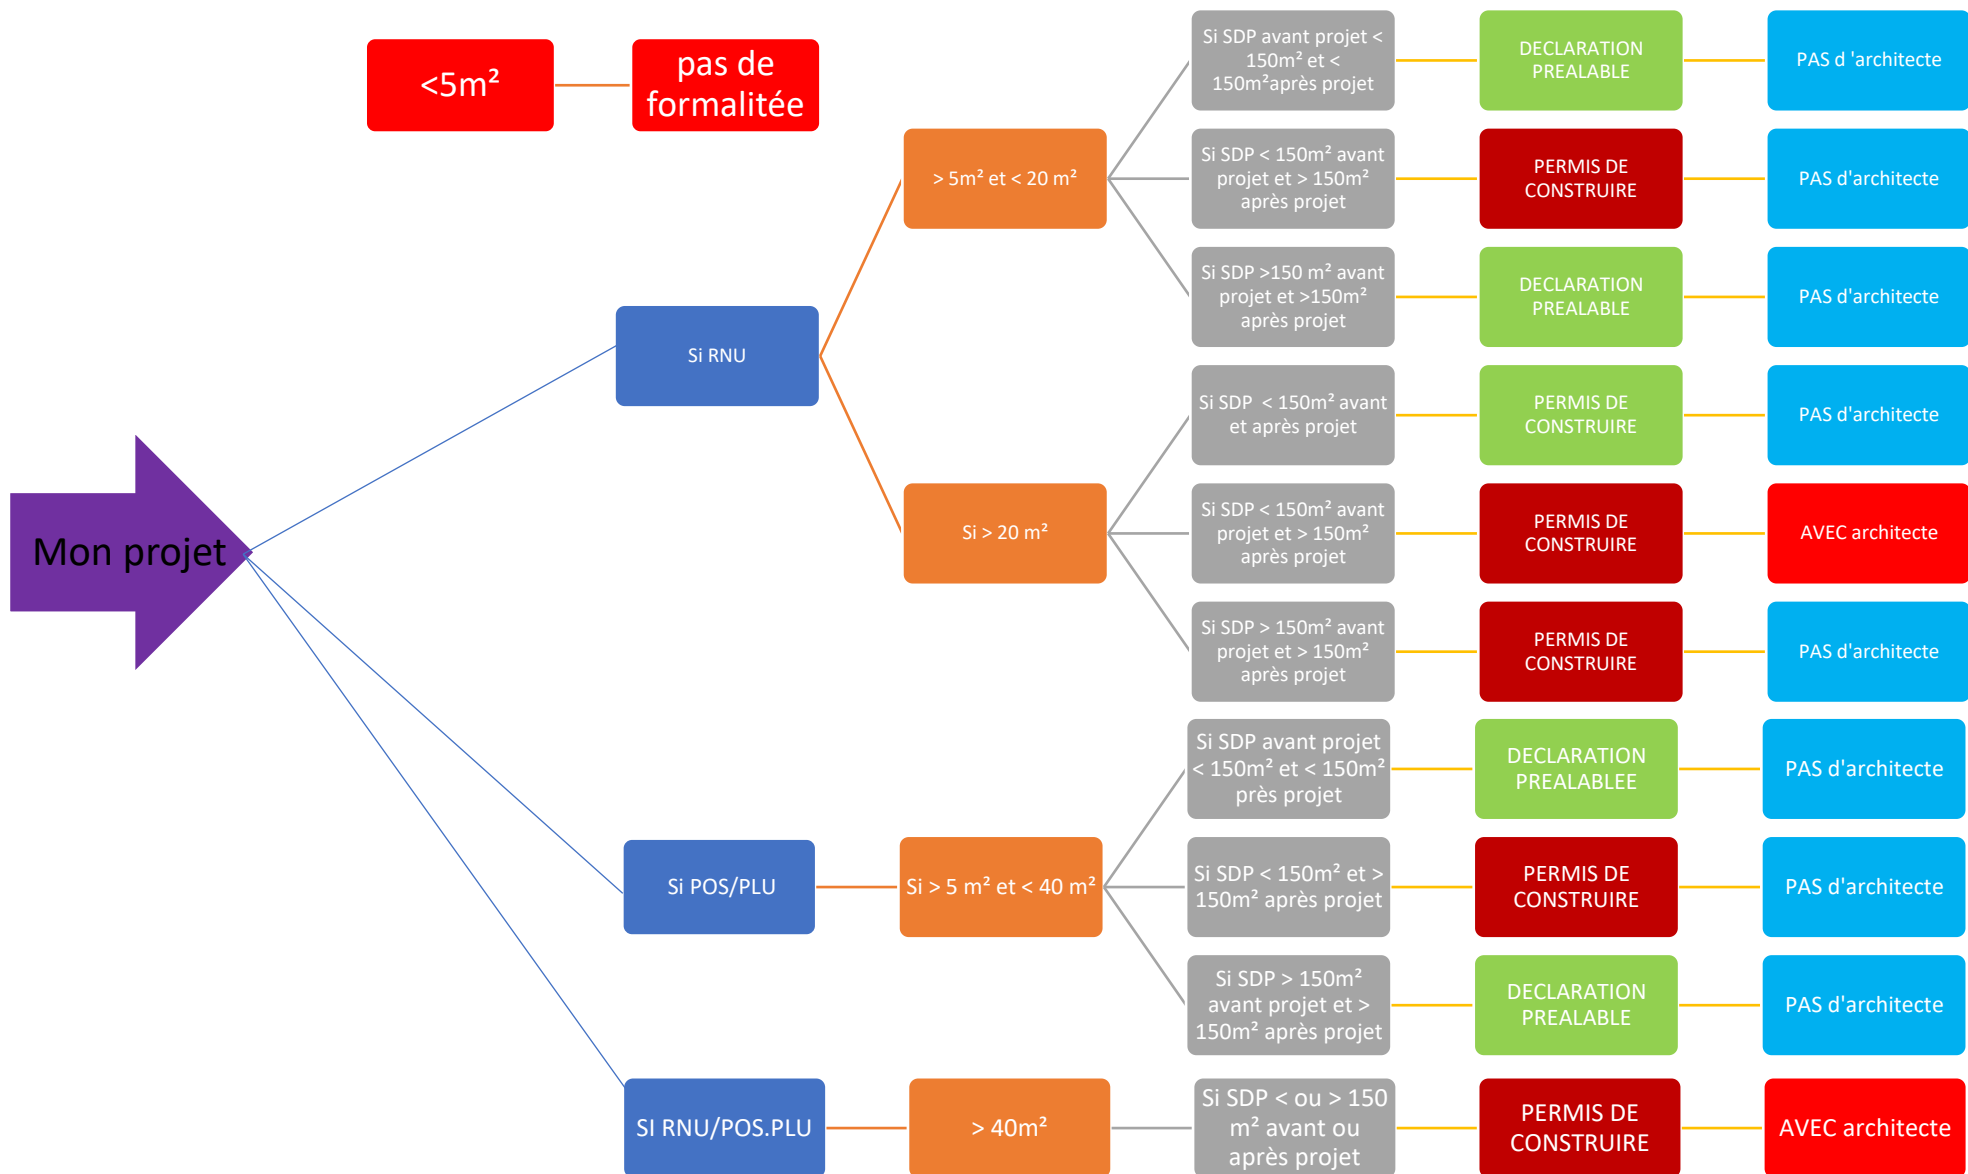 <5m²
pas de
formalitée
Mon projet
Si RNU
> 5m² et < 20 m²
Si SDP avant projet <
150m² et <
150m²après projet
DECLARATION
PREALABLE
PAS d 'architecte
Si SDP < 150m² avant
projet et > 150m²
après projet
PERMIS DE
CONSTRUIRE
PAS d'architecte
Si SDP >150 m² avant
projet et >150m²
après projet
DECLARATION
PREALABLE
PAS d'architecte
Si > 20 m²
Si SDP  < 150m² avant
et après projet
PERMIS DE
CONSTRUIRE
PAS d'architecte
Si SDP < 150m² avant
projet et > 150m²
après projet
PERMIS DE
CONSTRUIRE
AVEC architecte
Si SDP > 150m² avant
projet et > 150m²
après projet
PERMIS DE
CONSTRUIRE
PAS d'architecte
Si POS/PLU
Si > 5 m² et < 40 m²
Si SDP avant projet
< 150m² et < 150m²
près projet
DECLARATION
PREALABLEE
PAS d'architecte
Si SDP < 150m² et >
150m² après projet
PERMIS DE
CONSTRUIRE
PAS d'architecte
Si SDP > 150m²
avant projet et >
150m² après projet
DECLARATION
PREALABLE
PAS d'architecte
SI RNU/POS.PLU
> 40m²
Si SDP < ou > 150
m² avant ou
après projet
PERMIS DE
CONSTRUIRE
AVEC architecte